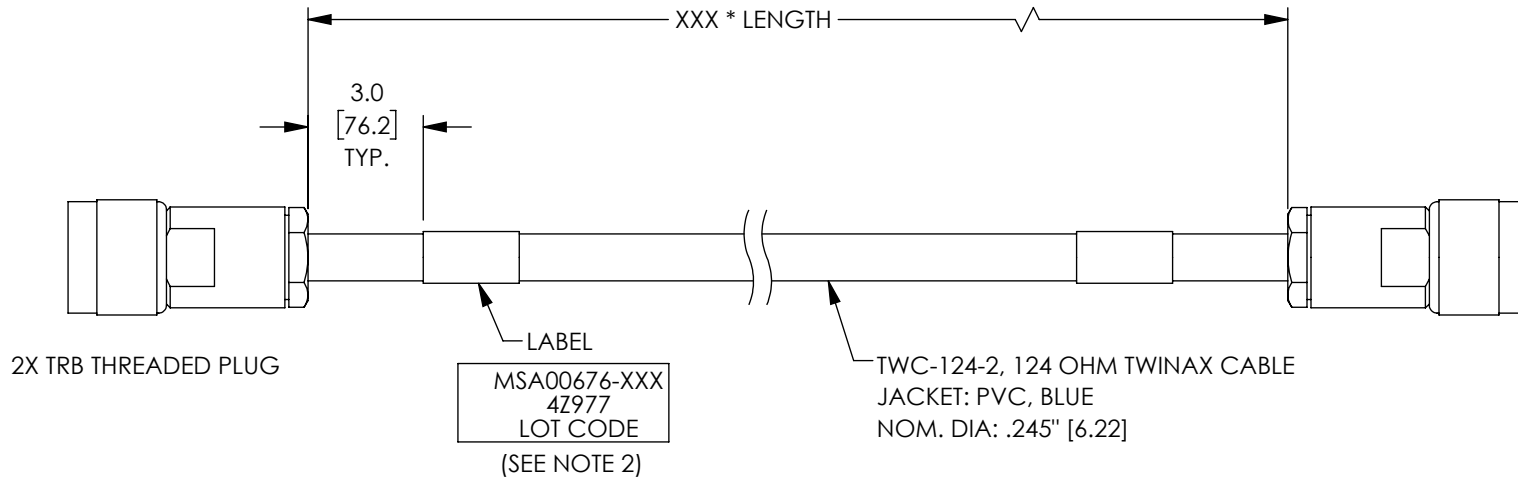 XXX * LENGTH
3.0
[76.2]
TYP.
2X TRB THREADED PLUG
LABEL
MSA00676-XXX
4Z977
LOT CODE
(SEE NOTE 2)
TWC-124-2, 124 OHM TWINAX CABLE
JACKET: PVC, BLUE
NOM. DIA: .245" [6.22]